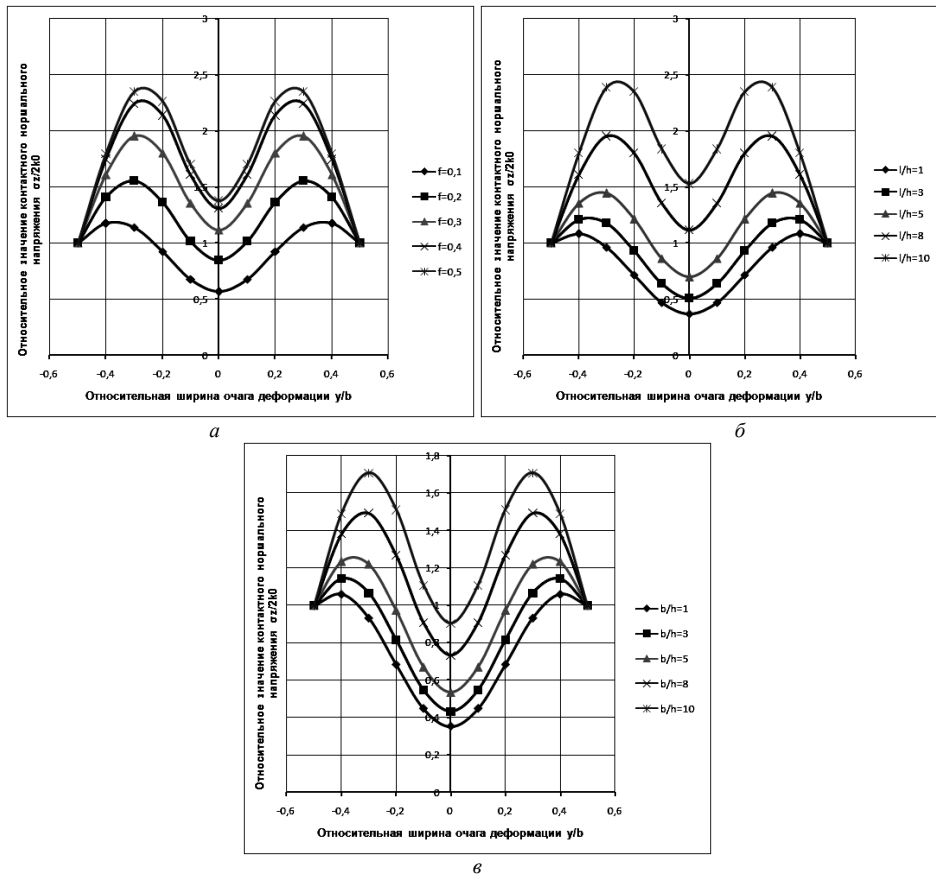 Относительное значение контактного нормального
напряжения σz/2k0
3
2,5
2
1,5
1
0,5
0
-0,6
-0,4
-0,2
0
0,2
0,4
0,6
Относительная ширина очага деформации y/b
f=0,1
f=0,2
f=0,3
f=0,4
f=0,5
а
Относительное значение контактного нормального
напряжения σz/2k0
3
2,5
2
1,5
1
0,5
0
-0,6
-0,4
-0,2
0
0,2
0,4
0,6
Относительная ширина очага деформации y/b
l/h=1
l/h=3
l/h=5
l/h=8
l/h=10
б
Относительное значение контактного нормального
напряжения σz/2k0
1,8
1,6
1,4
1,2
1
0,8
0,6
0,4
0,2
0
-0,6
-0,4
-0,2
0
0,2
0,4
0,6
Относительная ширина очага деформации y/b
b/h=1
b/h=3
b/h=5
b/h=8
b/h=10
в